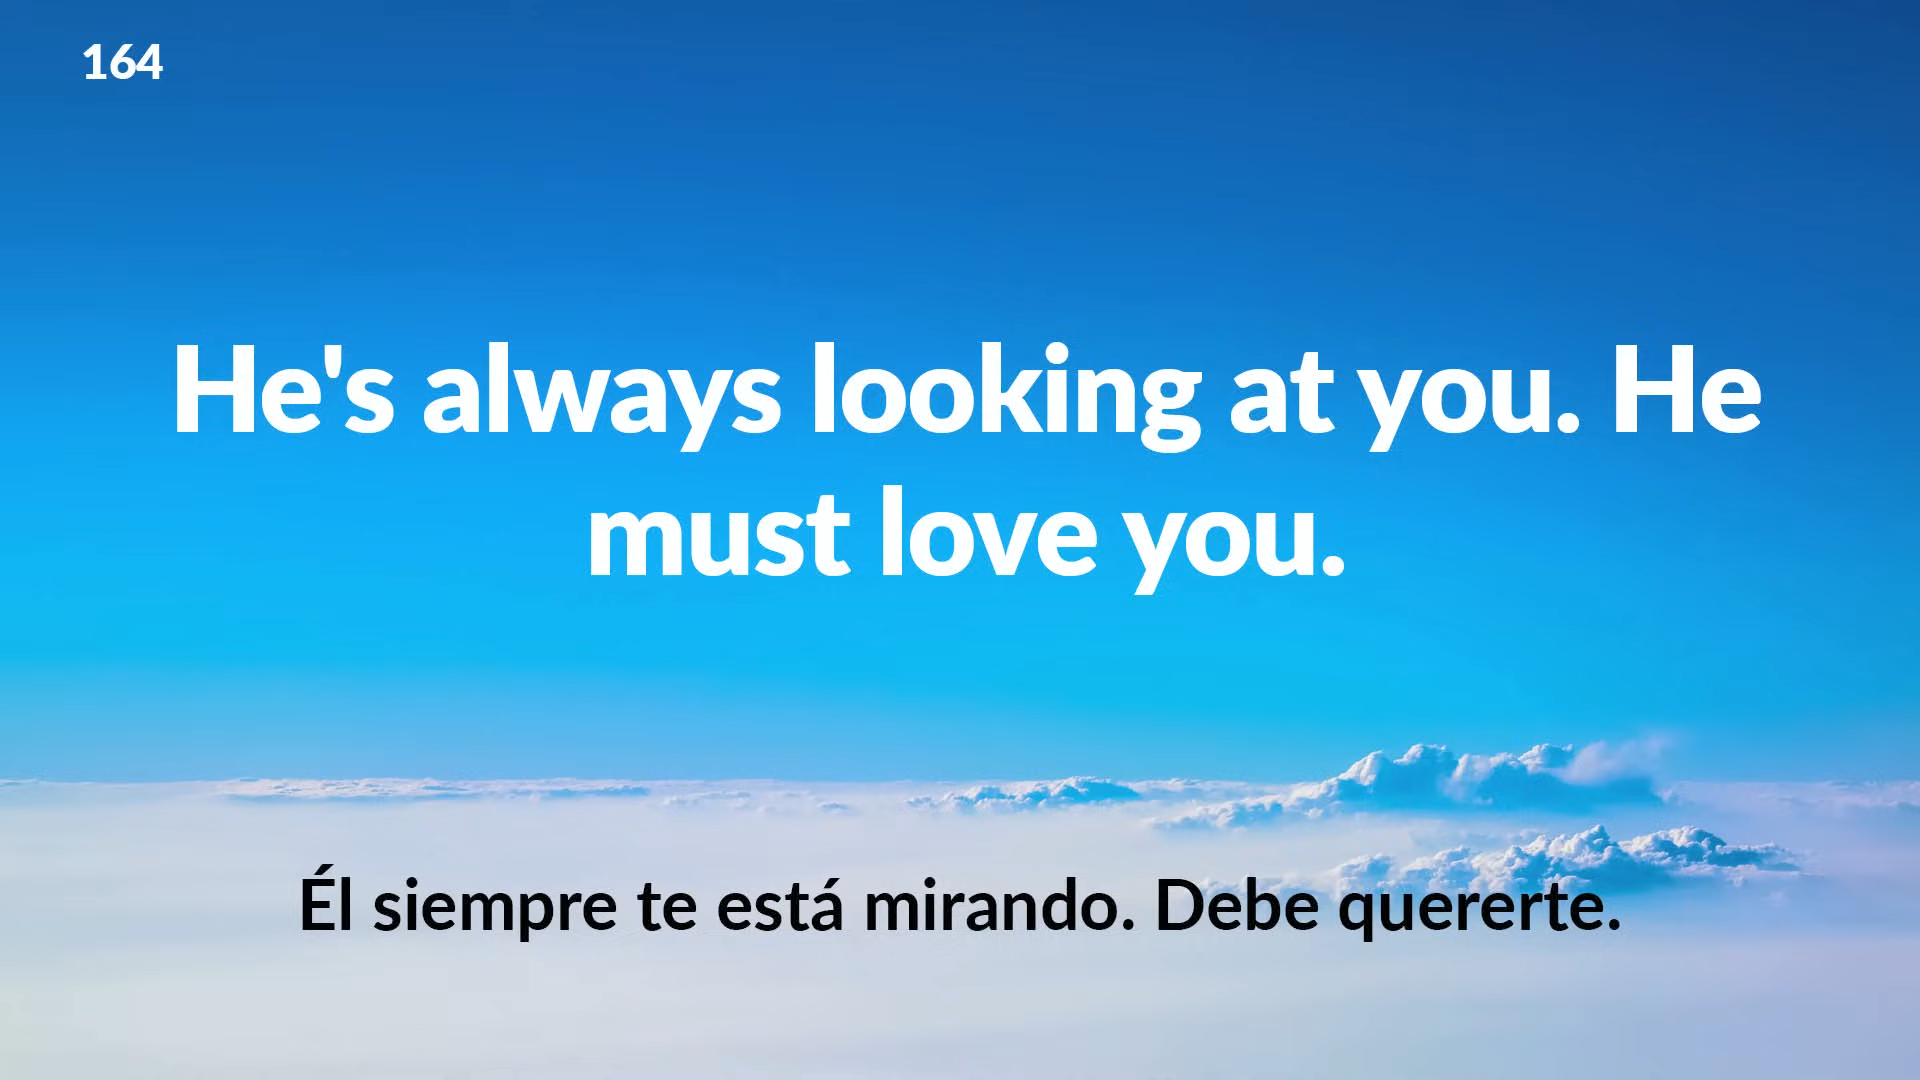 164
He's always looking at you. He
must love you.
Él siempre te está mirando. Debe quererte.